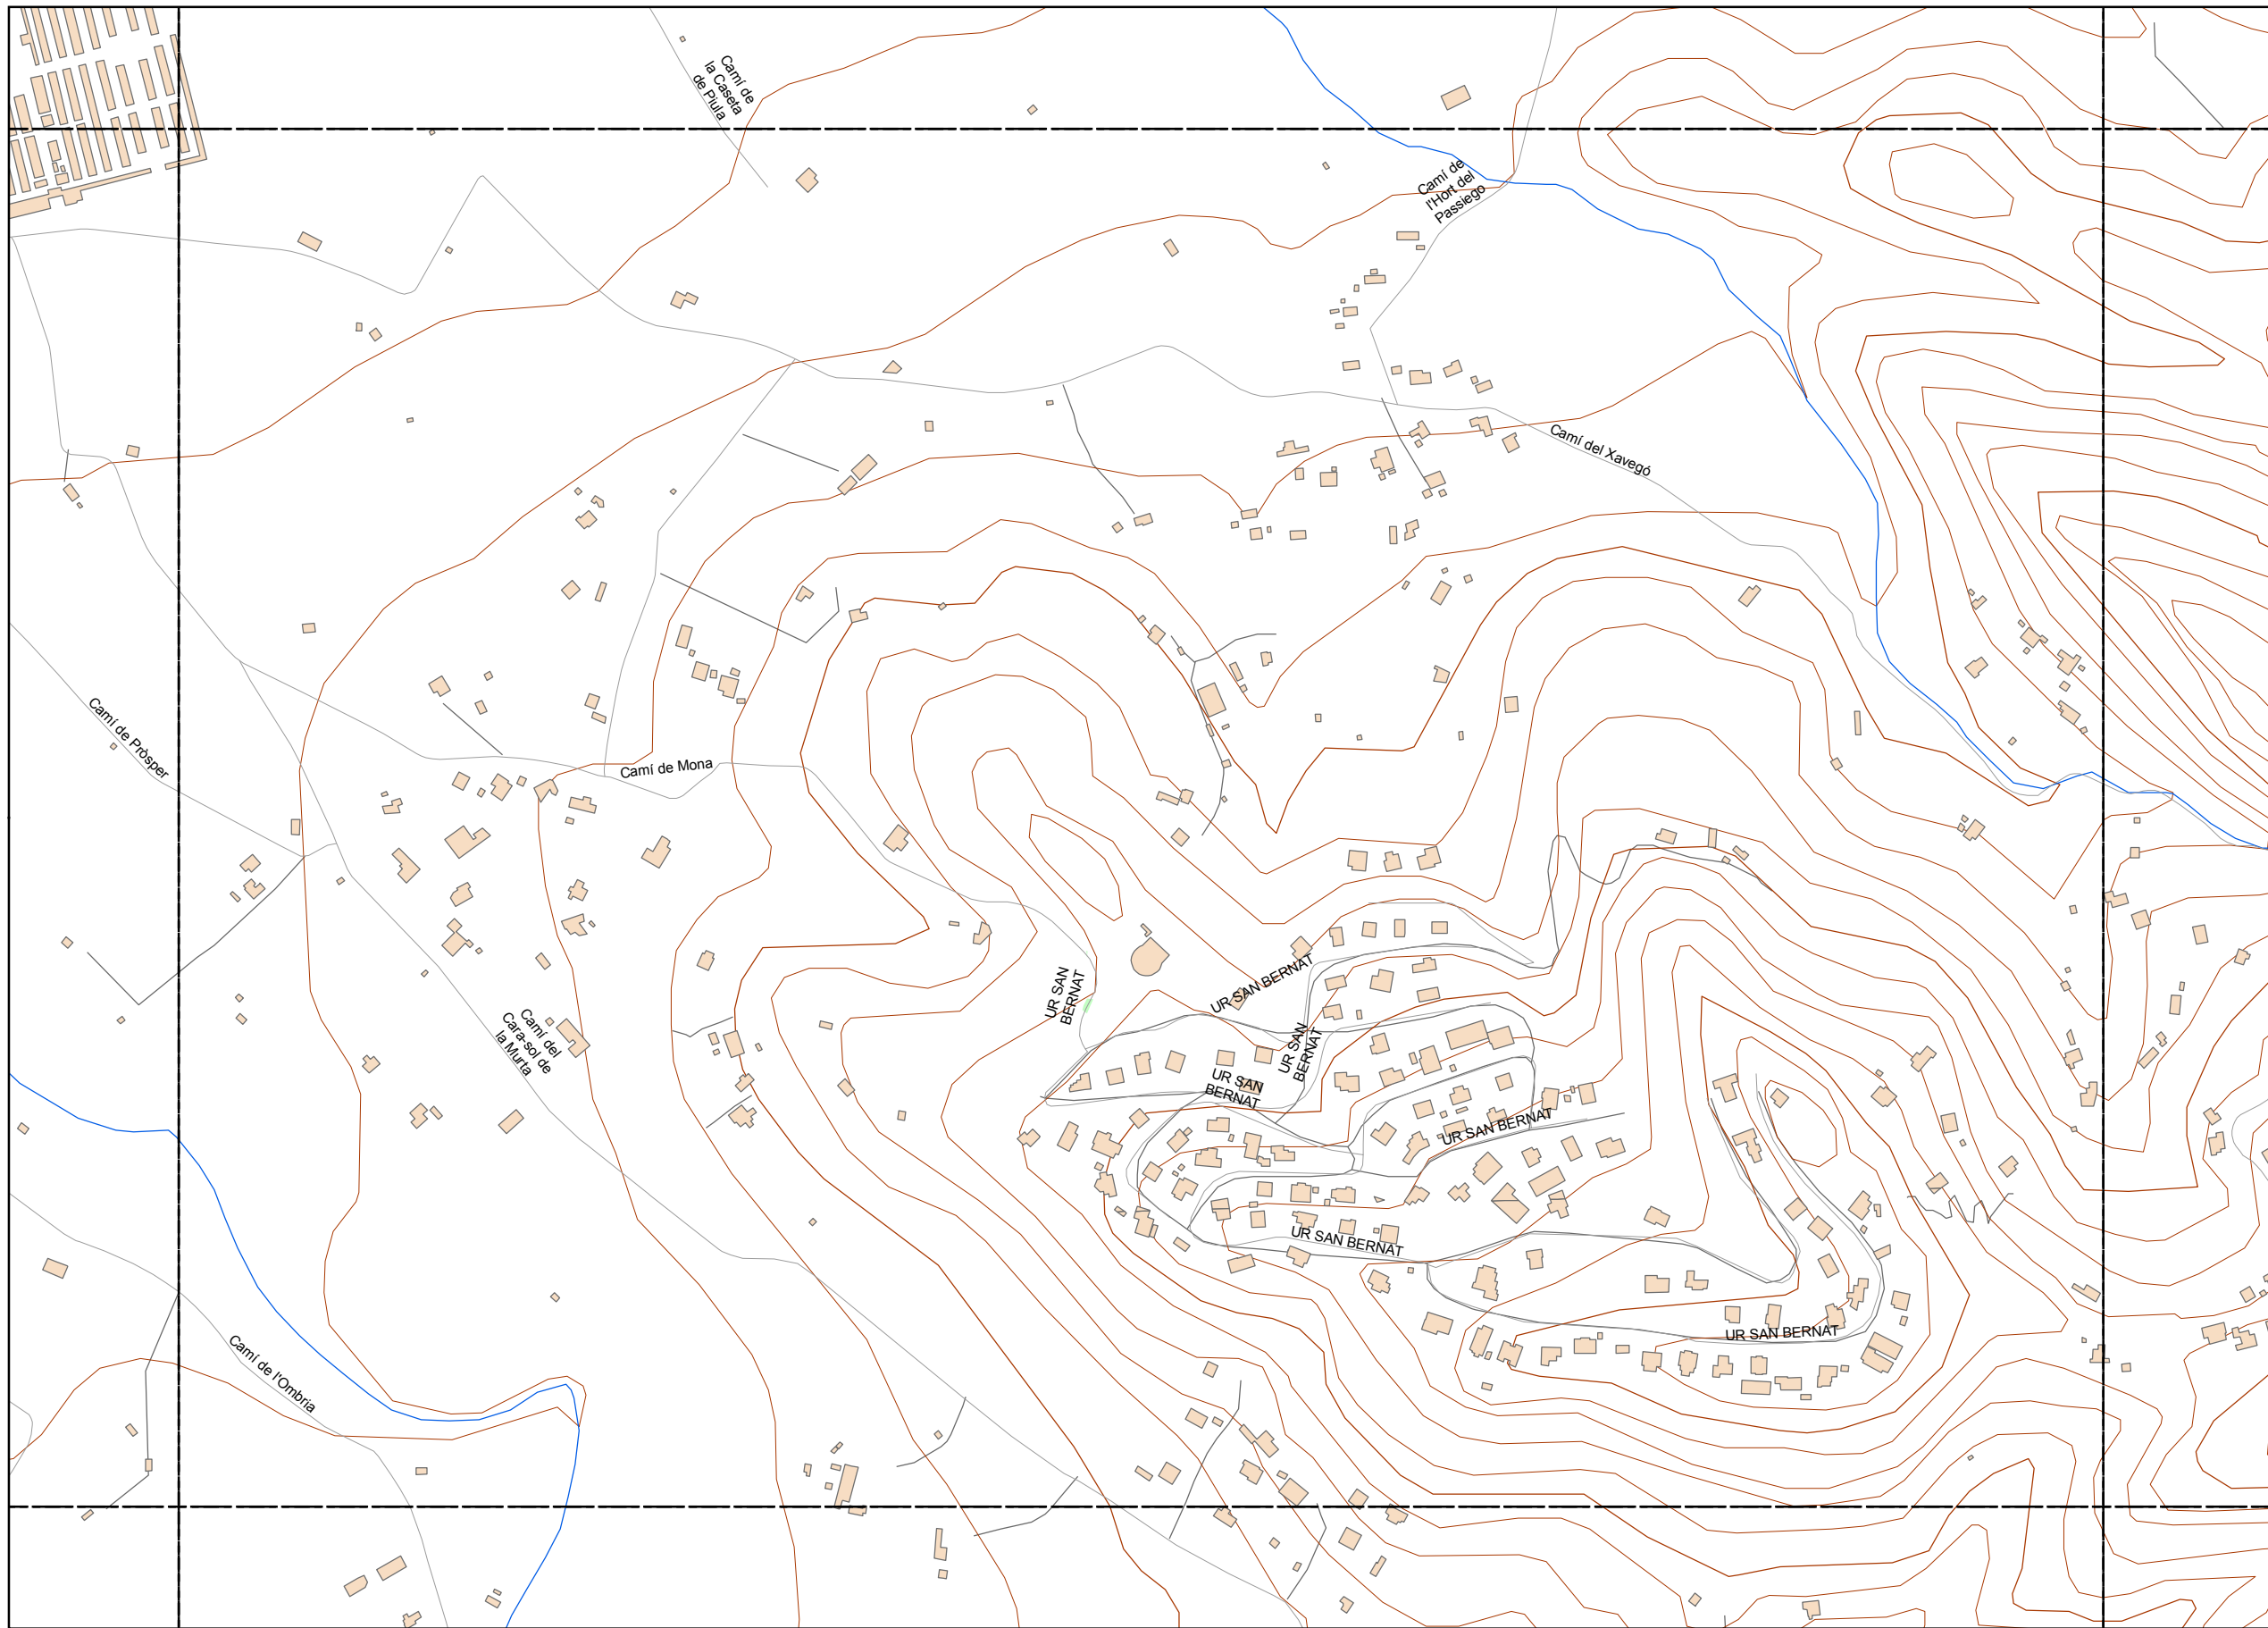 Camí de
la Caseta
de Piula
Camí de
l'Hort del
Passiego
Camí del Xavegó
Camí de Pròsper
Camí de Mona
UR SAN
BERNAT
UR SAN BERNAT
UR SAN
BERNAT
Camí del
Cara-sol de
la Murta
UR SAN
BERNAT
UR SAN BERNAT
UR SAN BERNAT
UR SAN BERNAT
Camí de l'Ombria